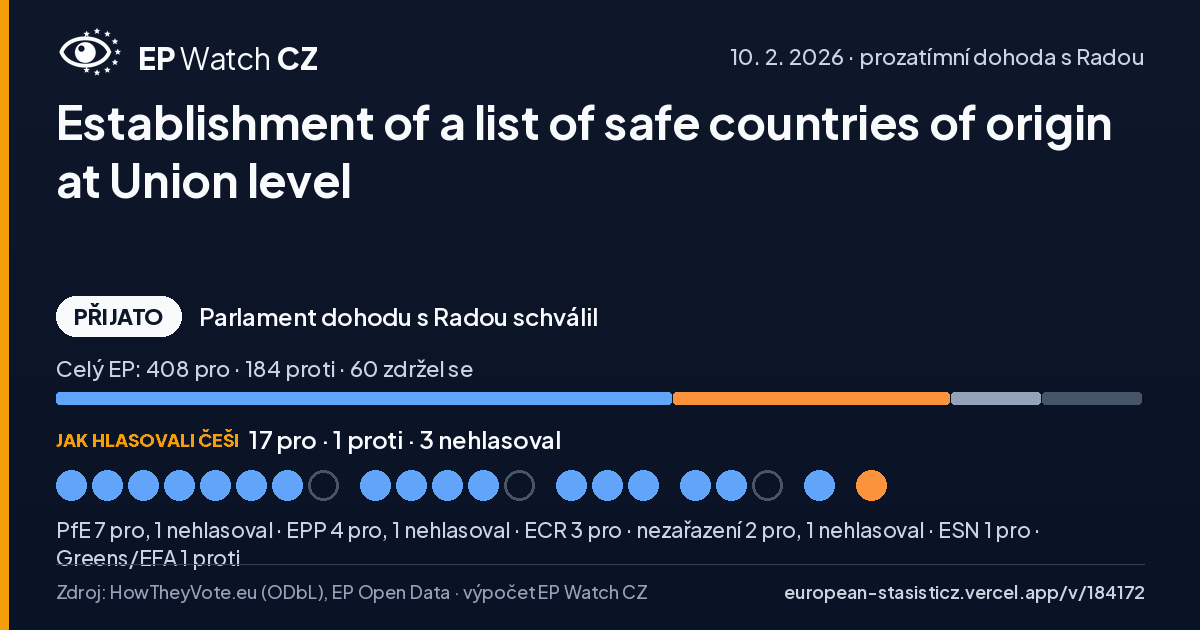 EP Watch CZ
10. 2. 2026 · prozatímní dohoda s Radou
Establishment of a list of safe countries of origin
at Union level
PŘIJATO
Parlament dohodu s Radou schválil
Celý EP: 408 pro · 184 proti · 60 zdržel se
JAK HLASOVALI ČEŠI 17 pro · 1 proti · 3 nehlasoval
PfE 7 pro, 1 nehlasoval · EPP 4 pro, 1 nehlasoval · ECR 3 pro · nezařazení 2 pro, 1 nehlasoval · ESN 1 pro ·
Greens/EFA 1 proti
Zdroj: HowTheyVote.eu (ODbL), EP Open Data · výpočet EP Watch CZ
european-stasisticz.vercel.app/v/184172